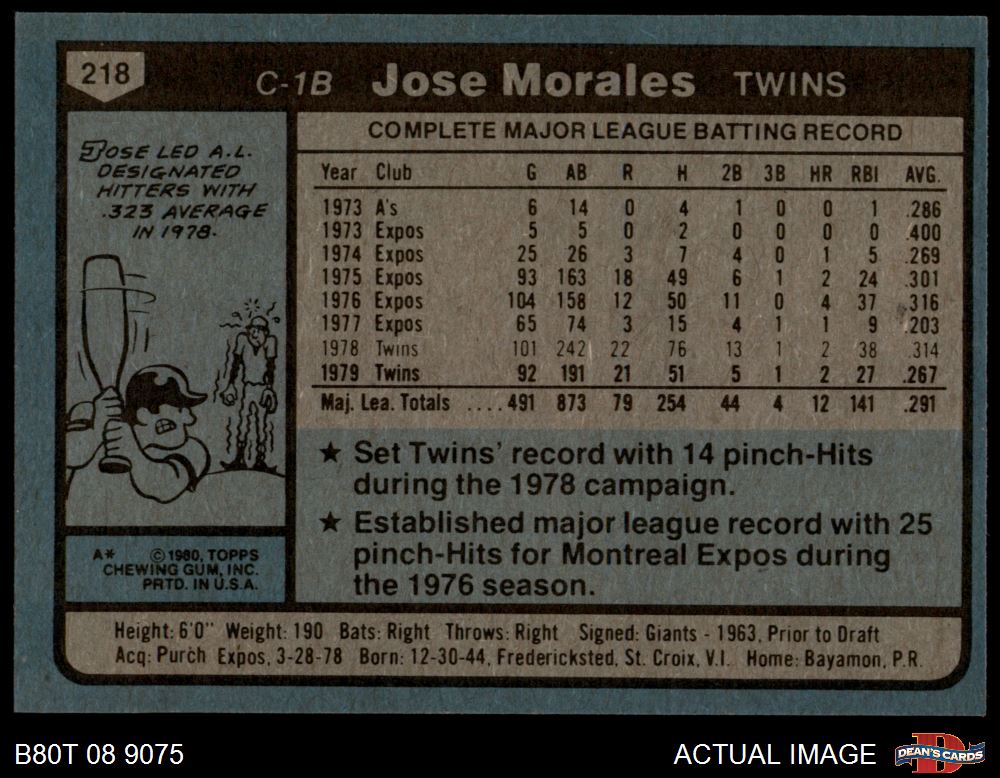 218 C-1B Jose Morales TWINS
JOSE LED A.L.
DESIGNATED
HITTERS WITH
.323 AVERAGE
IN 1978.
COMPLETE MAJOR LEAGUE BATTING RECORD
Year Club G AB R H 2B 3B HR RBI AVG.
1973 A's 6 14 0 4 1 0 0 1 .286
1973 Expos 5 5 0 2 0 0 0 0 .400
1974 Expos 25 26 3 7 4 0 1 5 .269
1975 Expos 93 163 18 49 6 1 2 24 .301
1976 Expos 104 158 12 50 11 0 4 37 .316
1977 Expos 65 74 3 15 4 1 1 9 .203
1978 Twins 101 242 22 76 13 1 2 38 .314
1979 Twins 92 191 21 51 5 1 2 27 .267
Maj. Lea. Totals ....491 873 79 254 44 4 12 141 .291
★ Set Twins' record with 14 pinch-Hits
during the 1978 campaign.
★ Established major league record with 25
pinch-Hits for Montreal Expos during
the 1976 season.
A* ©1980, TOPPS
CHEWING GUM, INC.
PRTD. IN U.S.A.
Height: 6'0" Weight: 190 Bats: Right Throws: Right Signed: Giants - 1963, Prior to Draft
Acq: Purch Expos, 3-28-78 Born: 12-30-44, Fredericksted, St. Croix, V.I. Home: Bayamon, P.R.
B80T 08 9075
ACTUAL IMAGE
DEAN'S CARDS